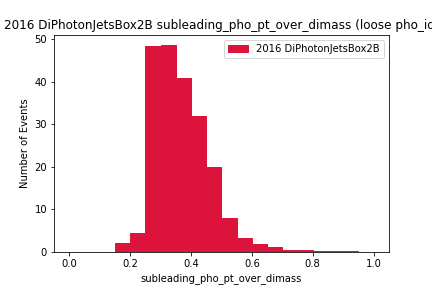 2016 DiPhotonJetsBox2B subleading_pho_pt_over_dimass (loose pho_id
2016 DiPhotonJetsBox2B
50
40
30
20
10
0
Number of Events
0.0 0.2 0.4 0.6 0.8 1.0
subleading_pho_pt_over_dimass